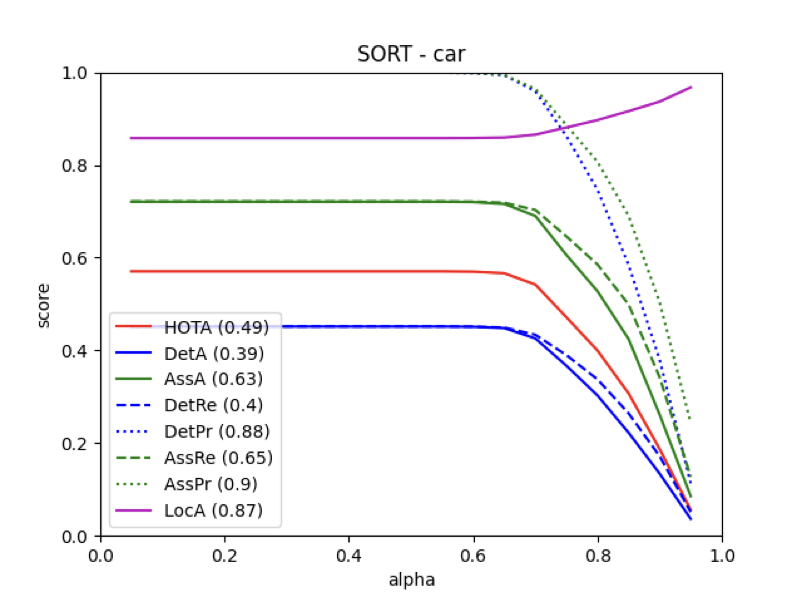 SORT - car
1.0
0.8
0.6
0.4
0.2
0.0
score
HOTA (0.49)
DetA (0.39)
AssA (0.63)
DetRe (0.4)
DetPr (0.88)
AssRe (0.65)
AssPr (0.9)
LocA (0.87)
0.0 0.2 0.4 0.6 0.8 1.0
alpha